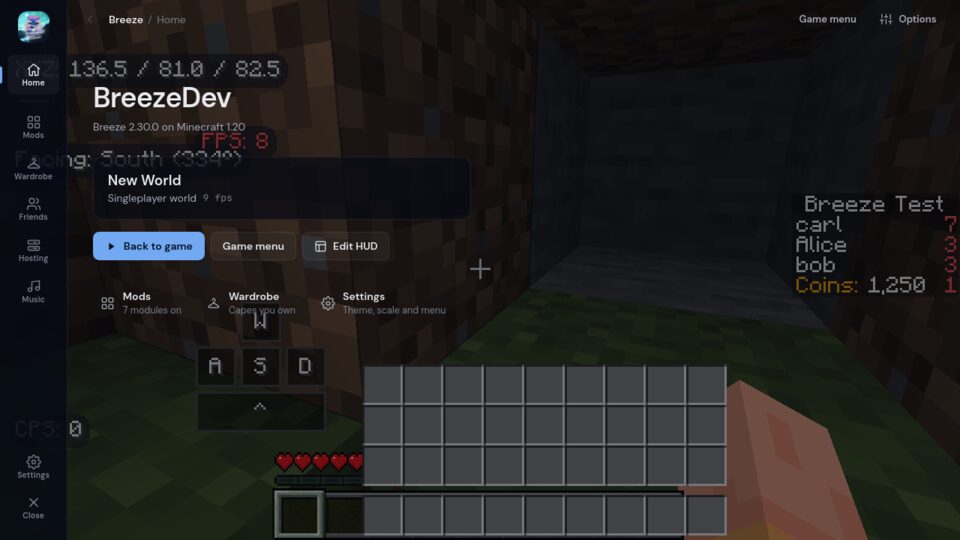 Breeze / Home
Game menu
Options
Home
Mods
Wardrobe
Friends
Hosting
Music
Settings
Close
XYZ: 136.5 / 81.0 / 82.5
BreezeDev
Breeze 2.30.0 on Minecraft 1.20
FPS: 8
Facing: South (334°)
New World
Singleplayer world 9 fps
Back to game
Game menu
Edit HUD
Mods
7 modules on
Wardrobe
Capes you own
Settings
Theme, scale and menu
W
A S D
^
CPS: 0
Breeze Test
carl 7
Alice 3
bob 3
Coins: 1,250 1